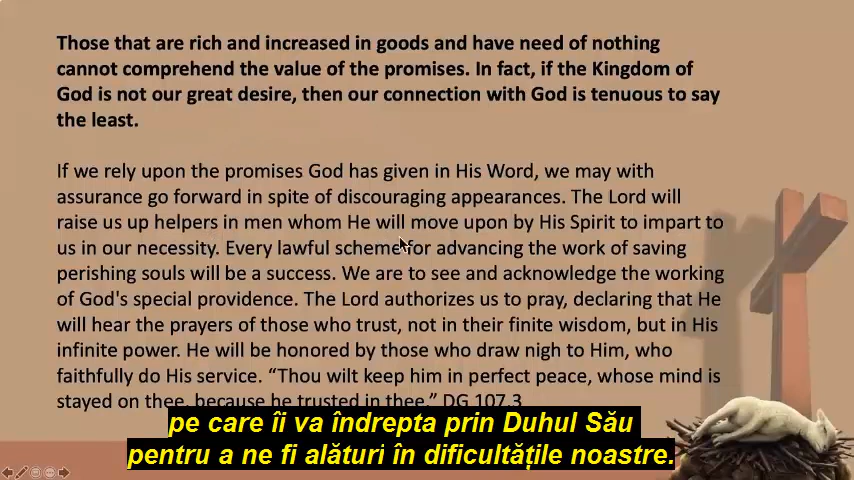 Those that are rich and increased in goods and have need of nothing
cannot comprehend the value of the promises. In fact, if the Kingdom of
God is not our great desire, then our connection with God is tenuous to say
the least.
If we rely upon the promises God has given in His Word, we may with
assurance go forward in spite of discouraging appearances. The Lord will
raise us up helpers in men whom He will move upon by His Spirit to impart to
us in our necessity. Every lawful scheme for advancing the work of saving
perishing souls will be a success. We are to see and acknowledge the working
of God's special providence. The Lord authorizes us to pray, declaring that He
will hear the prayers of those who trust, not in their finite wisdom, but in His
infinite power. He will be honored by those who draw nigh to Him, who
faithfully do His service. “Thou wilt keep him in perfect peace, whose mind is
stayed on thee, because he trusted in thee.” DG 107.3
pe care îi va îndrepta prin Duhul Său
pentru a ne fi alături în dificultățile noastre.